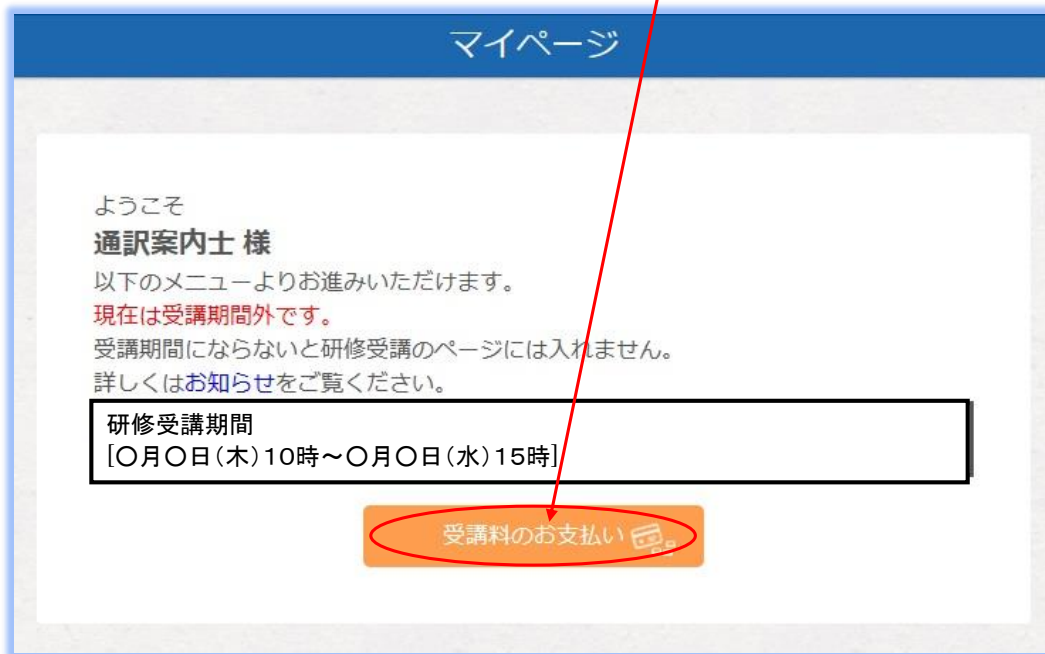 マイページ
ようこそ
通訳案内士 様
以下のメニューよりお進みいただけます。
現在は受講期間外です。
受講期間にならないと研修受講のページには入れません。
詳しくはお知らせをご覧ください。
研修受講期間
[〇月〇日(木)10時～〇月〇日(水)15時]
受講料のお支払い